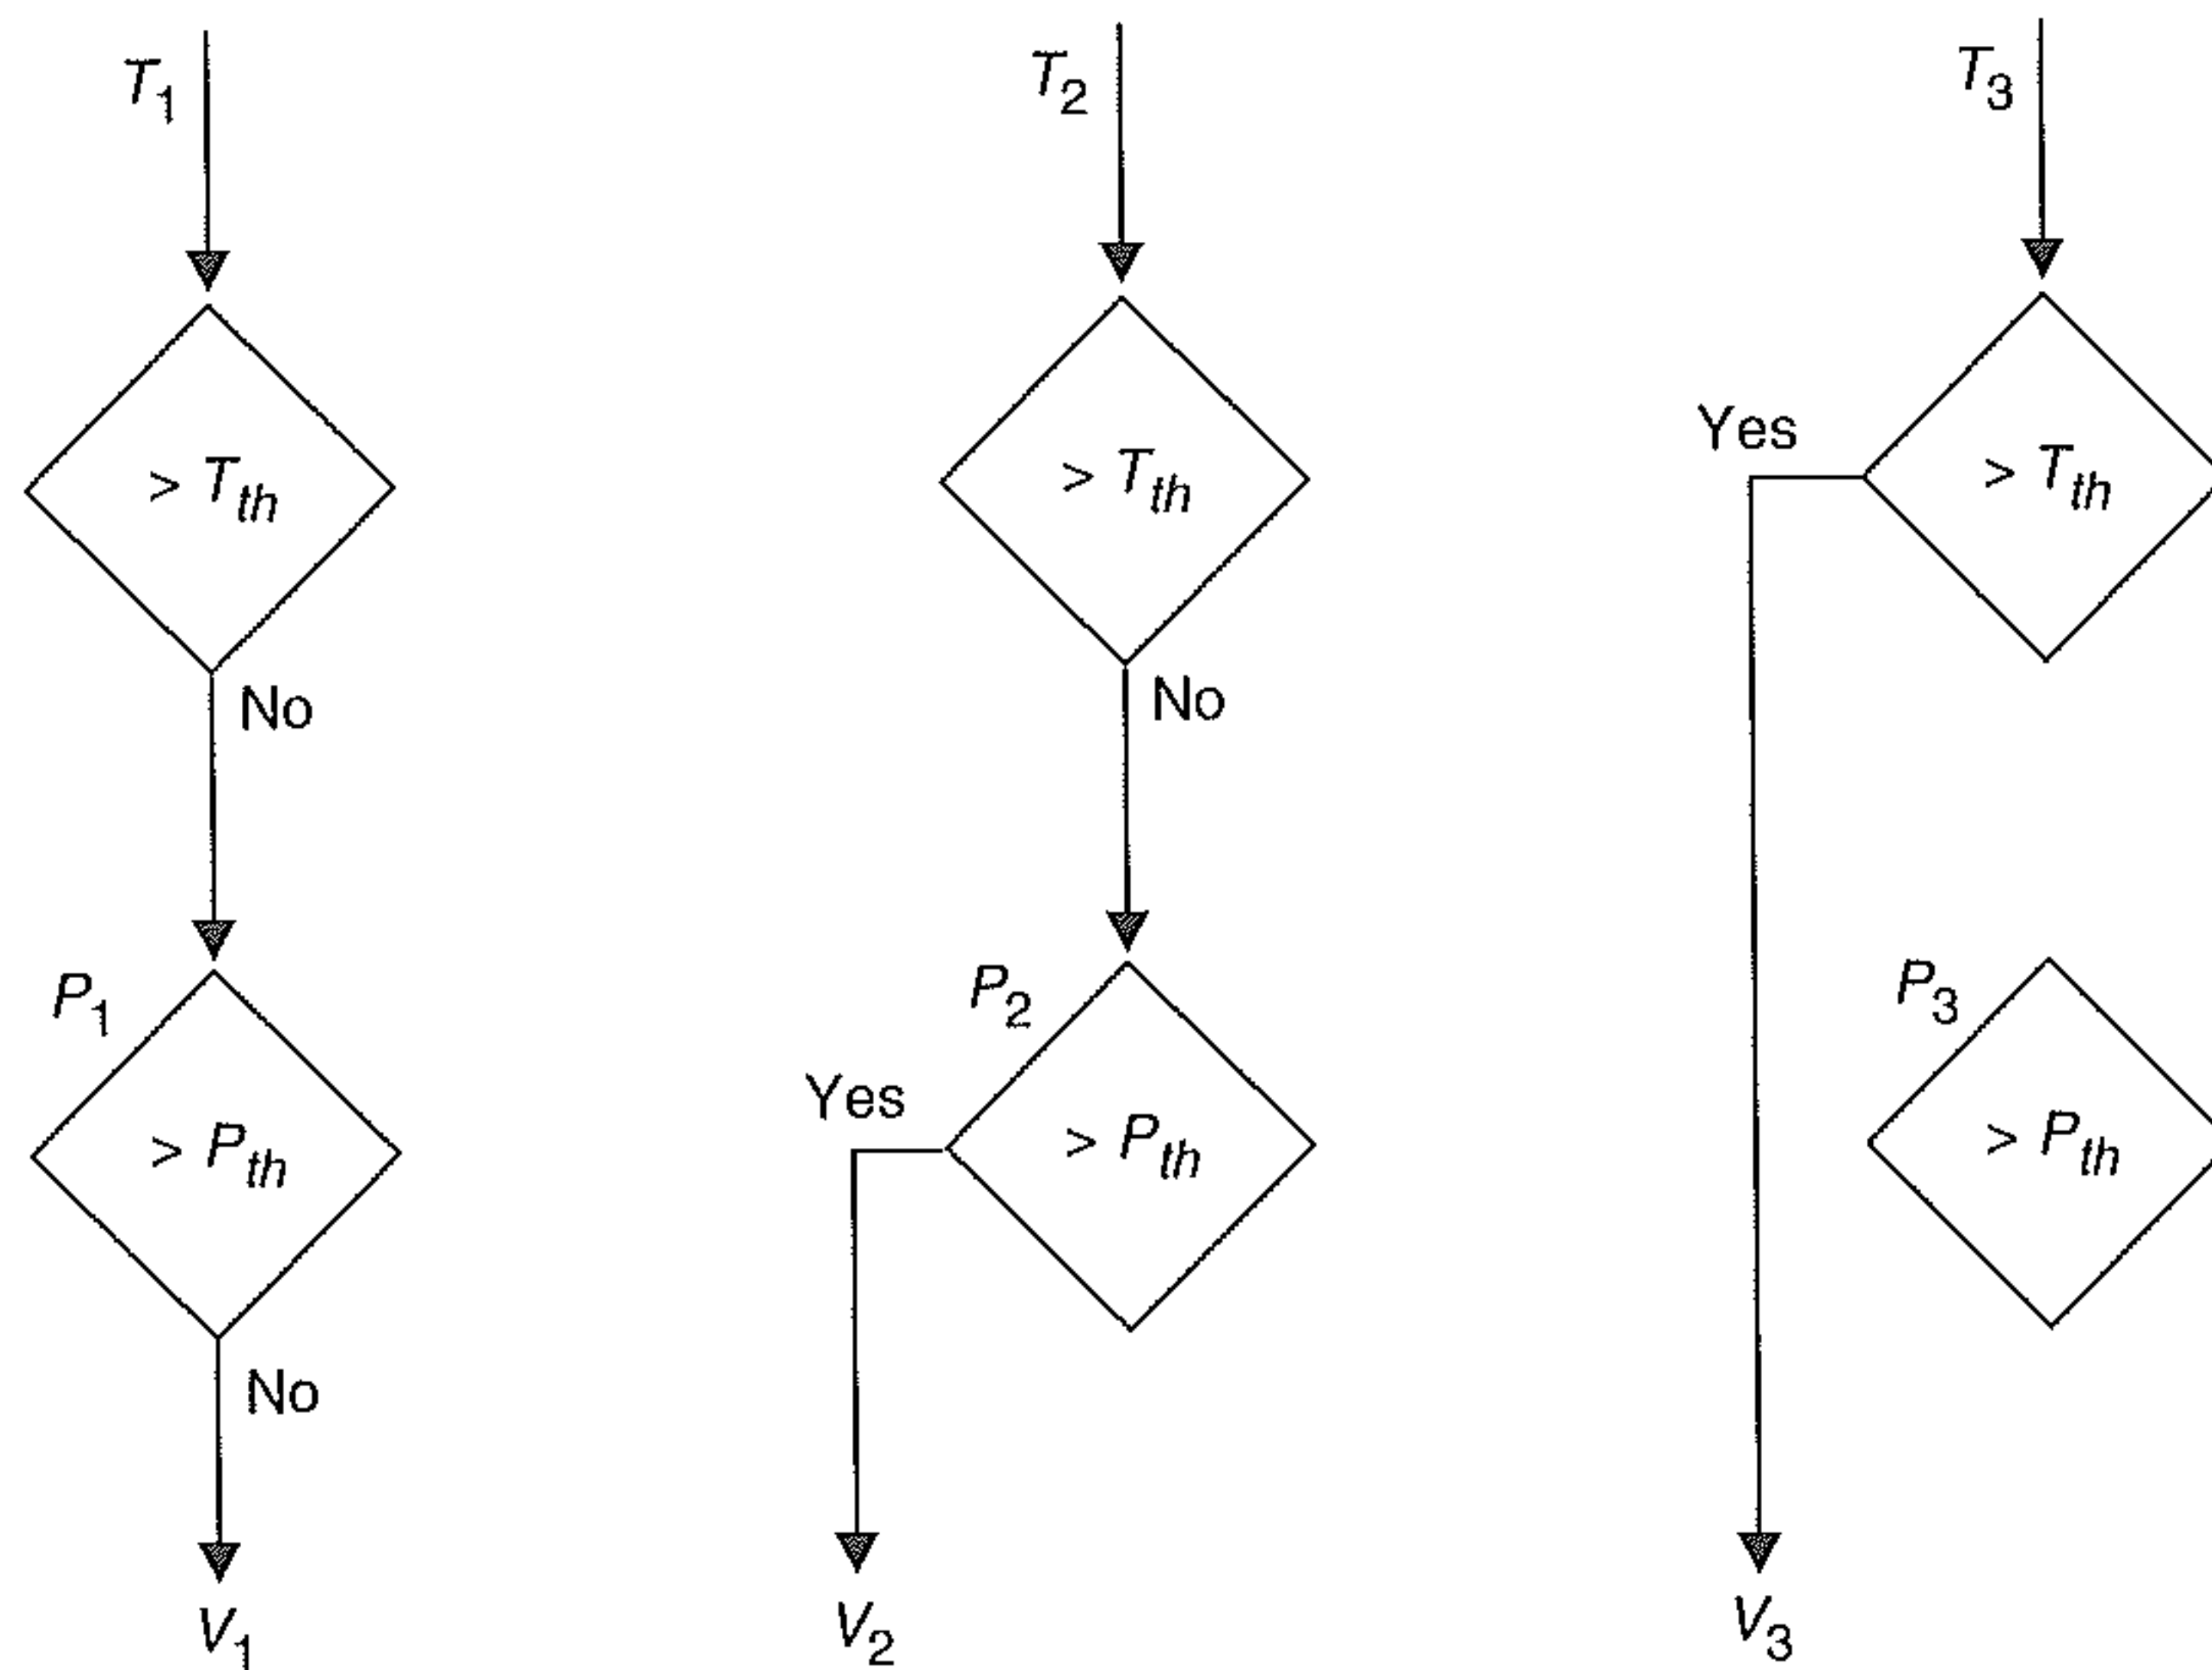 T1
T2
T3
> Tth
> Tth
Yes
> Tth
No
No
P1
P2
P3
> Pth
Yes
> Pth
> Pth
No
V1
V2
V3